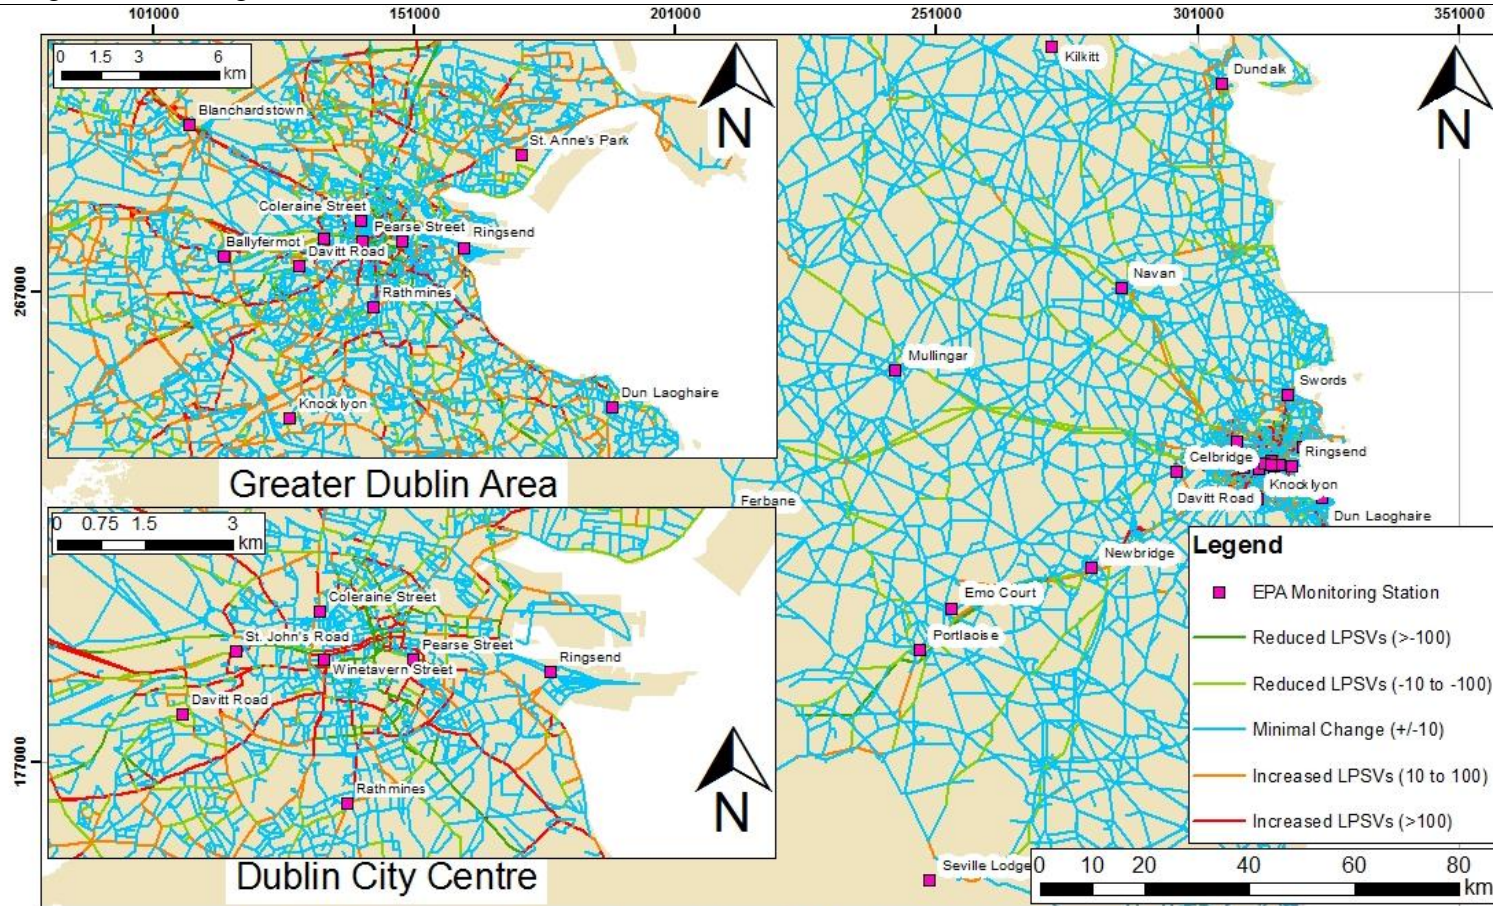 101000 151000 201000 251000 301000 351000
267000
177000
0 1.5 3 6
km
N
Blanchardstown
St. Anne's Park
Coleraine Street
Pearse Street
Ringsend
Ballyfermot
Davitt Road
Rathmines
Knocklyon
Dun Laoghaire
Greater Dublin Area
0 0.75 1.5 3
km
Coleraine Street
St. John's Road
Pearse Street
Winetavern Street
Ringsend
Davitt Road
Rathmines
N
Dublin City Centre
Kilkitt
Dundalk
N
Navan
Mullingar
Swords
Celbridge
Ringsend
Knocklyon
Davitt Road
Dun Laoghaire
Ferbane
Newbridge
Emo Court
Portlaoise
Seville Lodge
Legend
EPA Monitoring Station
Reduced LPSVs (>-100)
Reduced LPSVs (-10 to -100)
Minimal Change (+/-10)
Increased LPSVs (10 to 100)
Increased LPSVs (>100)
0 10 20 40 60 80
km